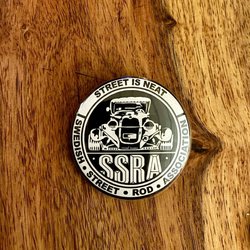 STREET IS NEAT
SSRA
SWEDISH • STREET • ROD • ASSOCIATION